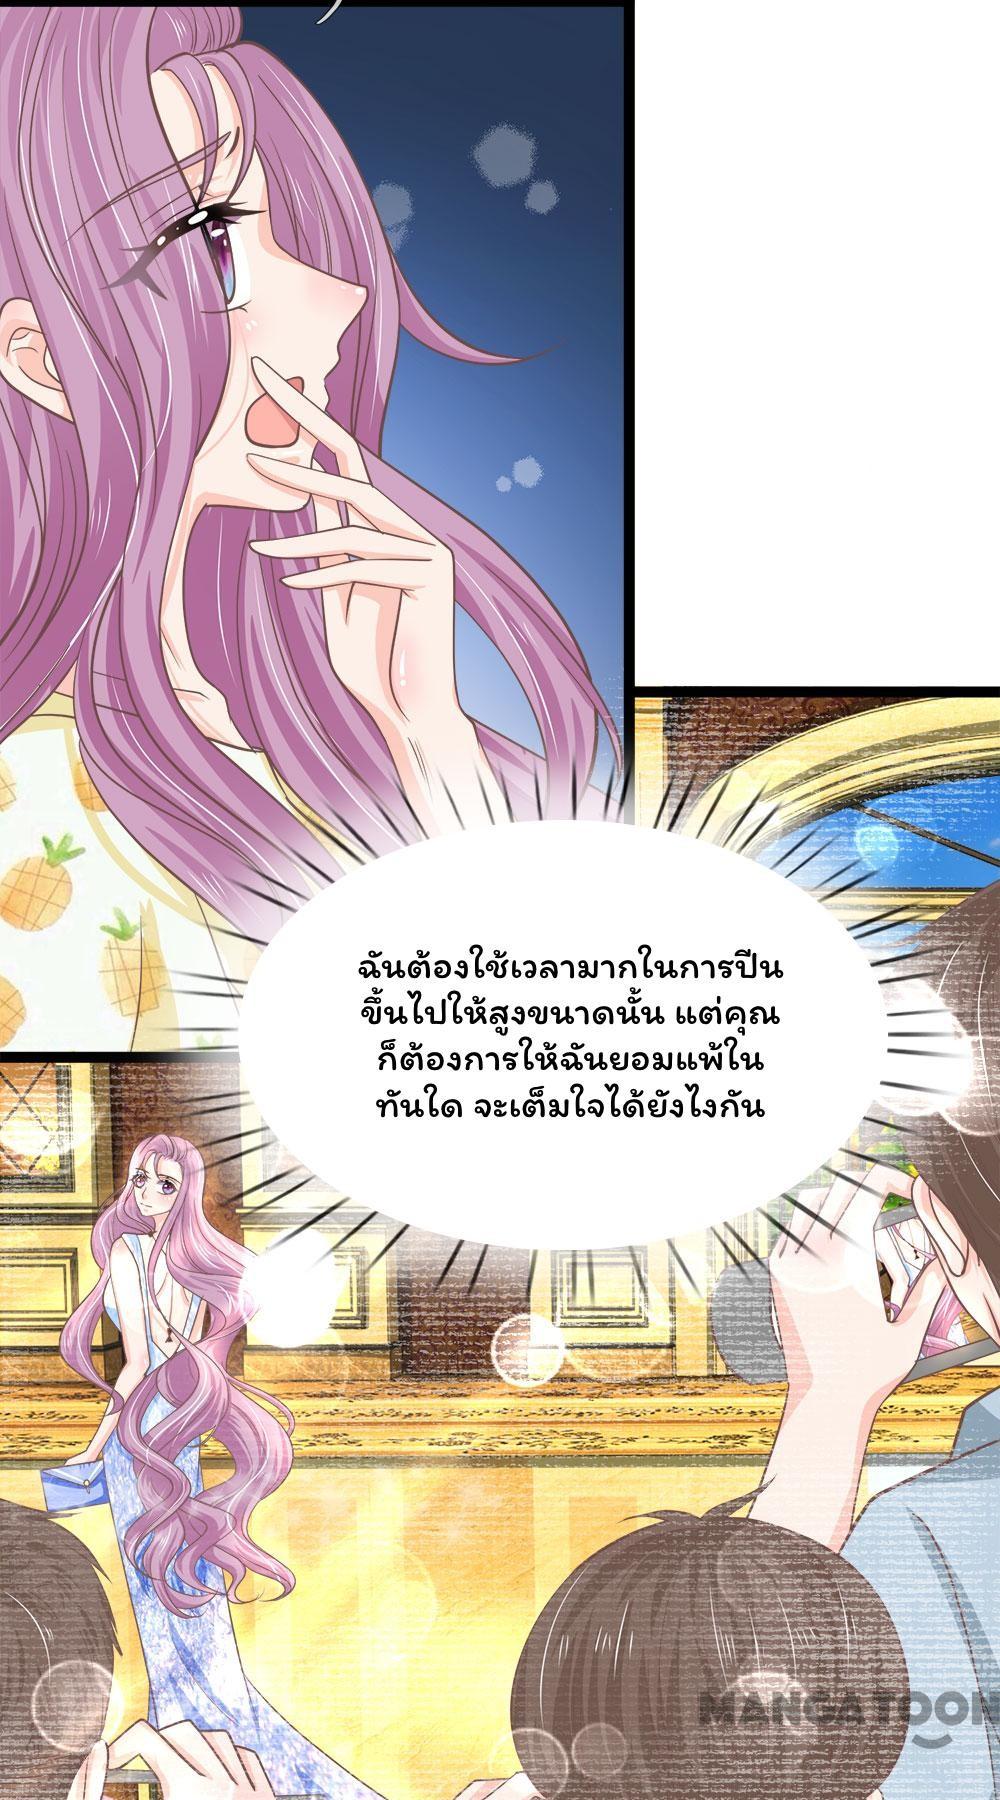 ฉันต้องใช้เวลามากในการปีน
ขึ้นไปให้สูงขนาดนั้น แต่คุณ
ก็ต้องการให้ฉันยอมแพ้ใน
ทันใด จะเต็มใจได้ยังไงกัน
MANGATOON